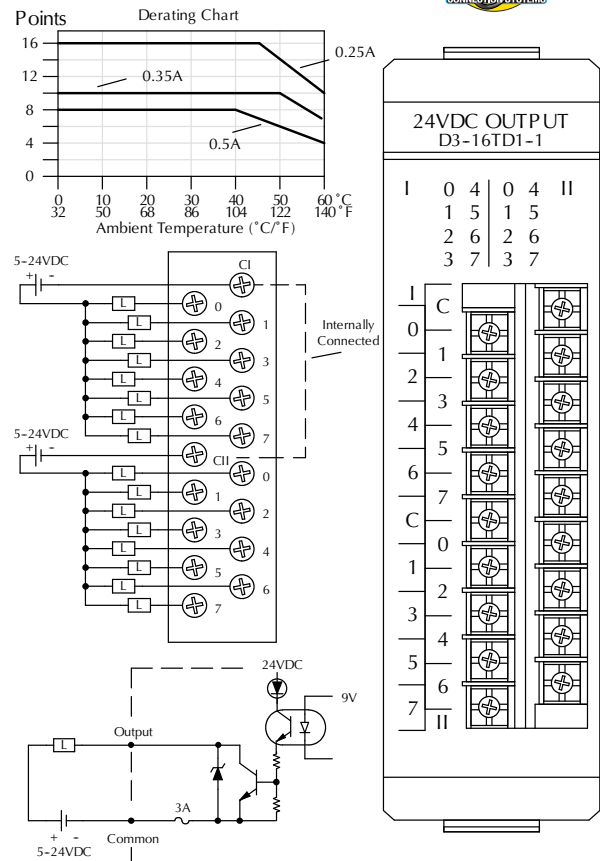 CONNECTION SYSTEMS
Points
Derating Chart
16
12
8
4
0
0.25A
0.35A
0.5A
0 10 20 30 40 50 60 °C
32 50 68 86 104 122 140 °F
Ambient Temperature (°C/°F)
5-24VDC
+ -
CI
L 0
L 1
L 2
L 3
L 4
L 5
L 6
L 7
Internally
Connected
5-24VDC
+ -
CII
L 0
L 1
L 2
L 3
L 4
L 5
L 6
L 7
24VDC
9V
Output
L
3A
+ -
5-24VDC
Common
24VDC OUTPUT
D3-16TD1-1
I 0 4 0 4 II
1 5 1 5
2 6 2 6
3 7 3 7
I
C
0
1
2
3
4
5
6
7
C
0
1
2
3
4
5
6
7
II